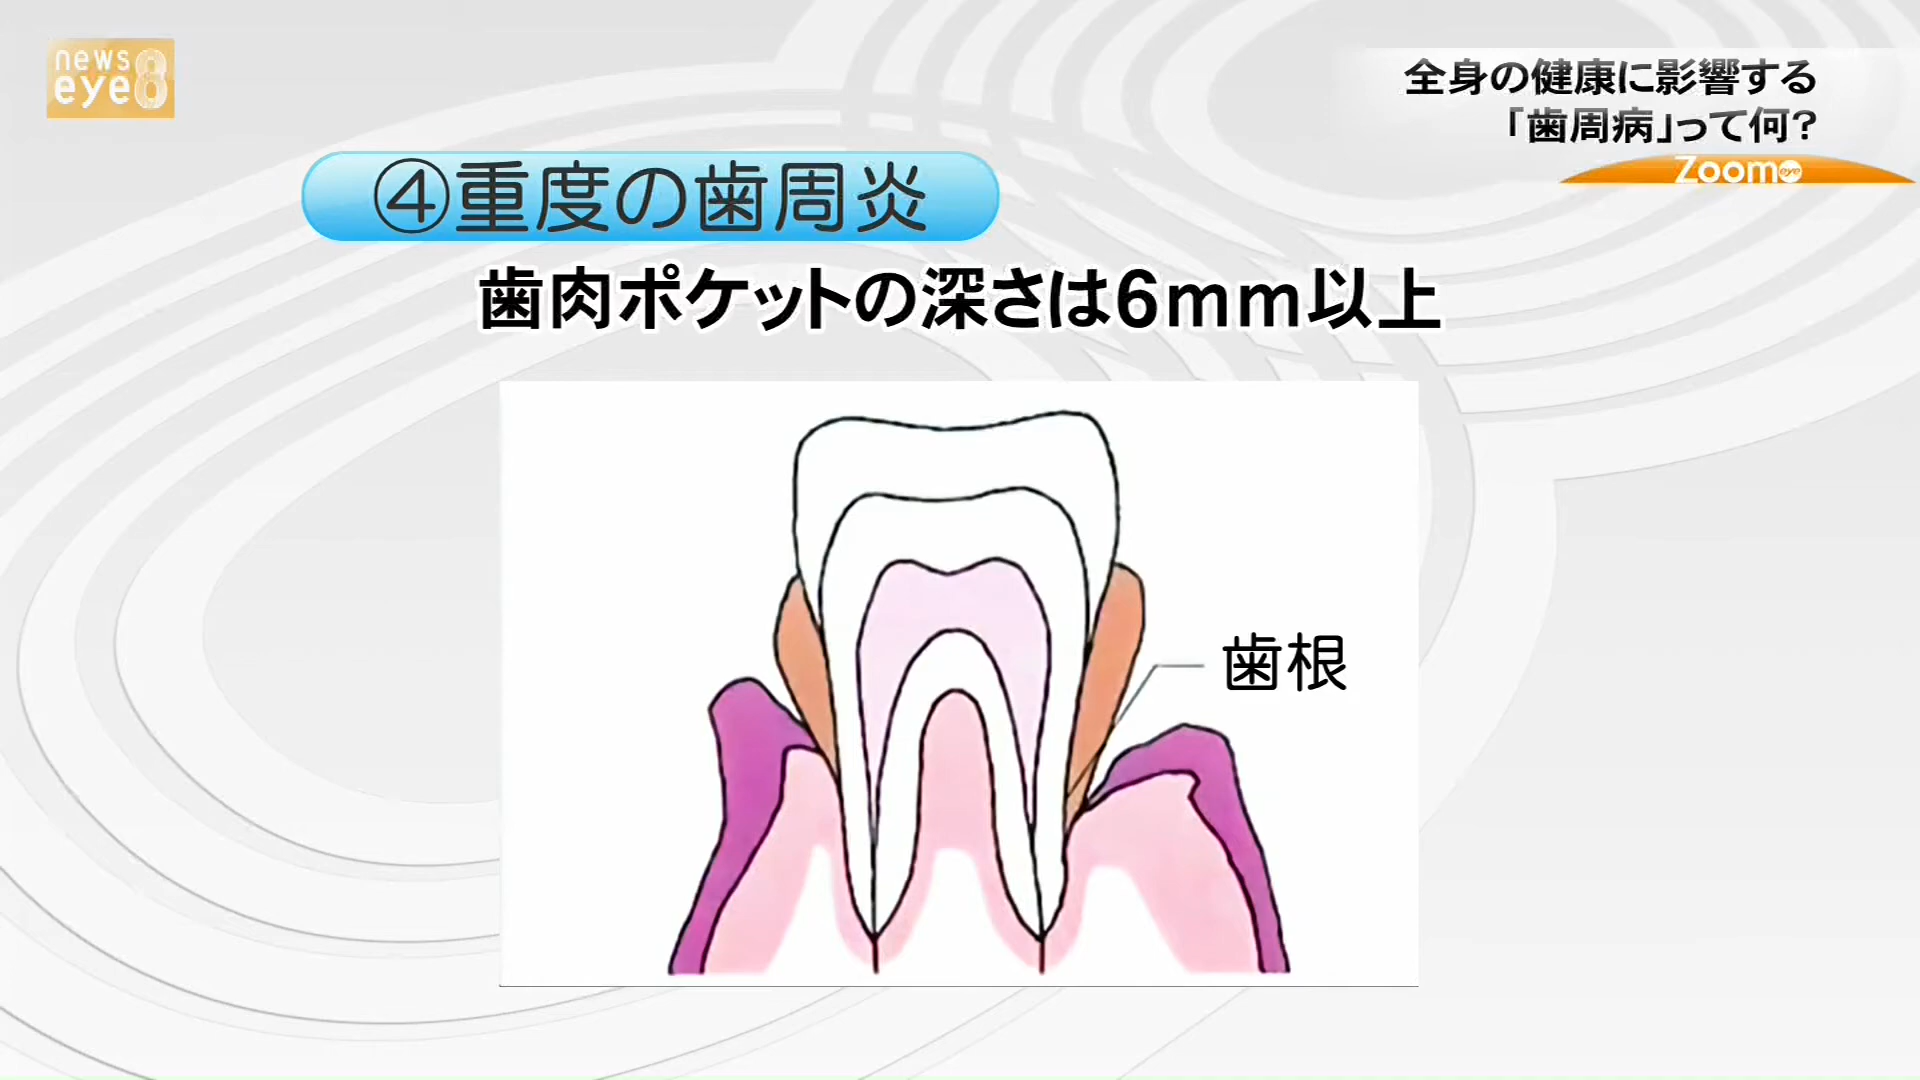 news
eye8
全身の健康に影響する
「歯周病」って何?
Zoom eye
④重度の歯周炎
歯肉ポケットの深さは6mm以上
歯根